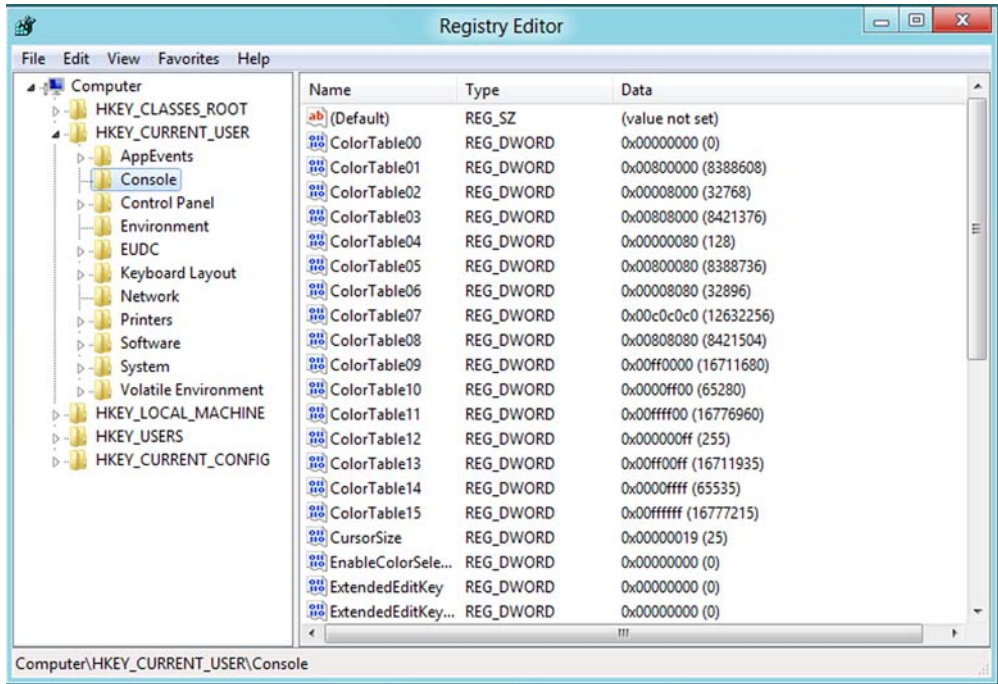 Registry Editor
File Edit View Favorites Help
Computer
HKEY_CLASSES_ROOT
HKEY_CURRENT_USER
AppEvents
Console
Control Panel
Environment
EUDC
Keyboard Layout
Network
Printers
Software
System
Volatile Environment
HKEY_LOCAL_MACHINE
HKEY_USERS
HKEY_CURRENT_CONFIG
Name Type Data
(Default) REG_SZ (value not set)
ColorTable00 REG_DWORD 0x00000000 (0)
ColorTable01 REG_DWORD 0x00800000 (8388608)
ColorTable02 REG_DWORD 0x00008000 (32768)
ColorTable03 REG_DWORD 0x00808000 (8421376)
ColorTable04 REG_DWORD 0x00000080 (128)
ColorTable05 REG_DWORD 0x00800080 (8388736)
ColorTable06 REG_DWORD 0x00008080 (32896)
ColorTable07 REG_DWORD 0x00c0c0c0 (12632256)
ColorTable08 REG_DWORD 0x00808080 (8421504)
ColorTable09 REG_DWORD 0x00ff0000 (16711680)
ColorTable10 REG_DWORD 0x0000ff00 (65280)
ColorTable11 REG_DWORD 0x00ffff00 (16776960)
ColorTable12 REG_DWORD 0x000000ff (255)
ColorTable13 REG_DWORD 0x00ff00ff (16711935)
ColorTable14 REG_DWORD 0x0000ffff (65535)
ColorTable15 REG_DWORD 0x00ffffff (16777215)
CursorSize REG_DWORD 0x00000019 (25)
EnableColorSele... REG_DWORD 0x00000000 (0)
ExtendedEditKey REG_DWORD 0x00000000 (0)
ExtendedEditKey... REG_DWORD 0x00000000 (0)
Computer\HKEY_CURRENT_USER\Console